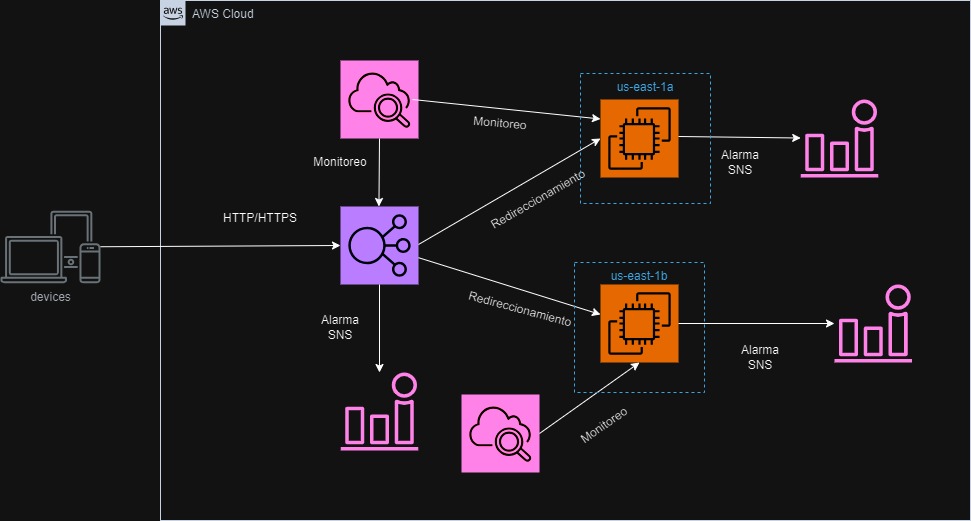 aws
AWS Cloud
us-east-1a
Monitoreo
Monitoreo
Alarma
SNS
Redireccionamiento
HTTP/HTTPS
us-east-1b
devices
Redireccionamiento
Alarma
SNS
Alarma
SNS
Monitoreo